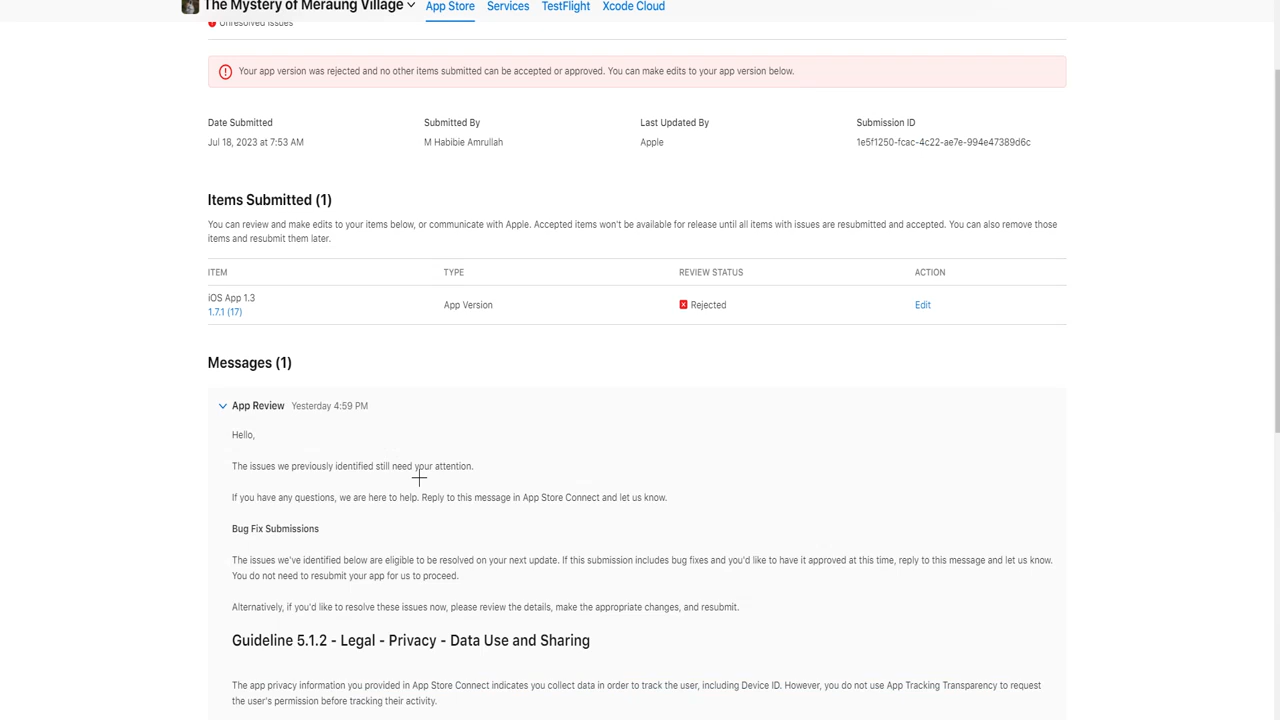 The Mystery of Meraung Village App Store Services TestFlight Xcode Cloud
Unresolved Issues
Your app version was rejected and no other items submitted can be accepted or approved. You can make edits to your app version below.
Date Submitted Submitted By Last Updated By Submission ID
Jul 18, 2023 at 7:53 AM M Habibie Amrullah Apple 1e5f1250-fcac-4c22-ae7e-994e47389d6c
Items Submitted (1)
You can review and make edits to your items below, or communicate with Apple. Accepted items won't be available for release until all items with issues are resubmitted and accepted. You can also remove those
items and resubmit them later.
ITEM TYPE REVIEW STATUS ACTION
iOS App 1.3
1.7.1 (17) App Version Rejected Edit
Messages (1)
App Review Yesterday 4:59 PM
Hello,
The issues we previously identified still need your attention.
If you have any questions, we are here to help. Reply to this message in App Store Connect and let us know.
Bug Fix Submissions
The issues we've identified below are eligible to be resolved on your next update. If this submission includes bug fixes and you'd like to have it approved at this time, reply to this message and let us know.
You do not need to resubmit your app for us to proceed.
Alternatively, if you'd like to resolve these issues now, please review the details, make the appropriate changes, and resubmit.
Guideline 5.1.2 - Legal - Privacy - Data Use and Sharing
The app privacy information you provided in App Store Connect indicates you collect data in order to track the user, including Device ID. However, you do not use App Tracking Transparency to request
the user's permission before tracking their activity.